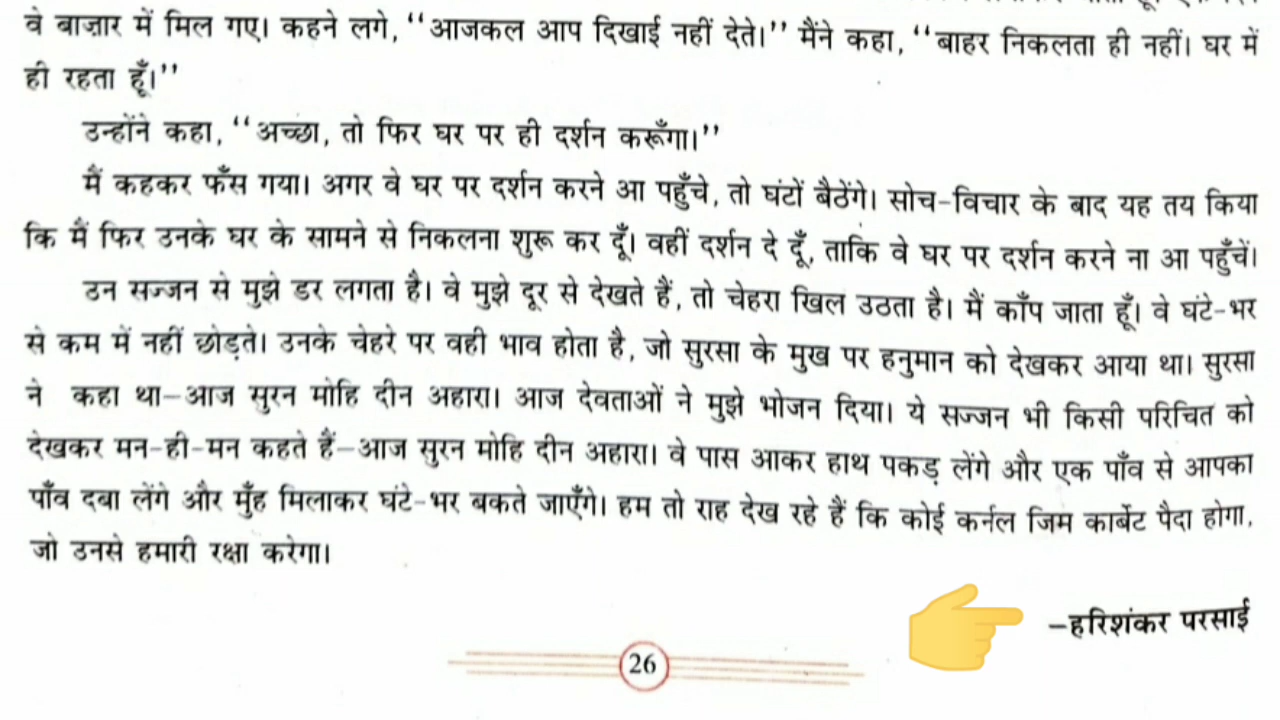 वे बाज़ार में मिल गए। कहने लगे, ‘‘आजकल आप दिखाई नहीं देते।’’ मैंने कहा, ‘‘बाहर निकलता ही नहीं। घर में
ही रहता हूँ।’’
उन्होंने कहा, ‘‘अच्छा, तो फिर घर पर ही दर्शन करूँगा।’’
मैं कहकर फँस गया। अगर वे घर पर दर्शन करने आ पहुँचे, तो घंटों बैठेंगे। सोच-विचार के बाद यह तय किया
कि मैं फिर उनके घर के सामने से निकलना शुरू कर दूँ। वहीं दर्शन दे दूँ, ताकि वे घर पर दर्शन करने ना आ पहुँचें।
उन सज्जन से मुझे डर लगता है। वे मुझे दूर से देखते हैं, तो चेहरा खिल उठता है। मैं काँप जाता हूँ। वे घंटे-भर
से कम में नहीं छोड़ते। उनके चेहरे पर वही भाव होता है, जो सुरसा के मुख पर हनुमान को देखकर आया था। सुरसा
ने कहा था–आज सुरन मोहि दीन अहारा। आज देवताओं ने मुझे भोजन दिया। ये सज्जन भी किसी परिचित को
देखकर मन-ही-मन कहते हैं–आज सुरन मोहि दीन अहारा। वे पास आकर हाथ पकड़ लेंगे और एक पाँव से आपका
पाँव दबा लेंगे और मुँह मिलाकर घंटे-भर बकते जाएँगे। हम तो राह देख रहे हैं कि कोई कर्नल जिम कार्बेट पैदा होगा,
जो उनसे हमारी रक्षा करेगा।
–हरिशंकर परसाई
26